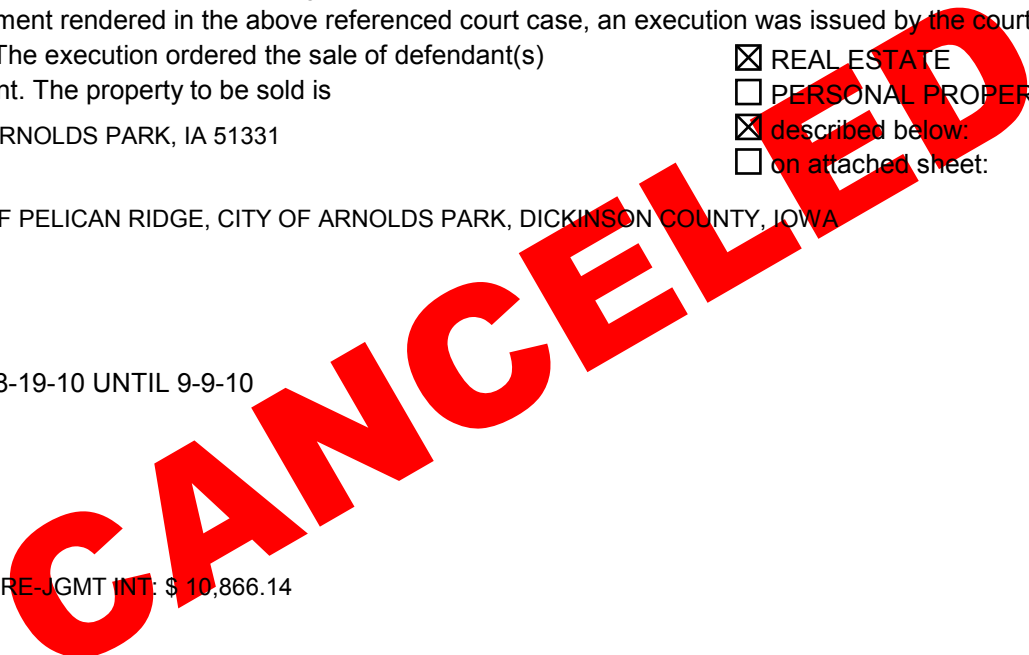 ment rendered in the above referenced court case, an execution was issued by the court
The execution ordered the sale of defendant(s)
☒ REAL ESTATE
nt. The property to be sold is
☐ PERSONAL PROPER
RNOLDS PARK, IA 51331
☒ described below:
☐ on attached sheet:
F PELICAN RIDGE, CITY OF ARNOLDS PARK, DICKINSON COUNTY, IOWA
-19-10 UNTIL 9-9-10
RE-JGMT INT: $ 10,866.14
CANCELED